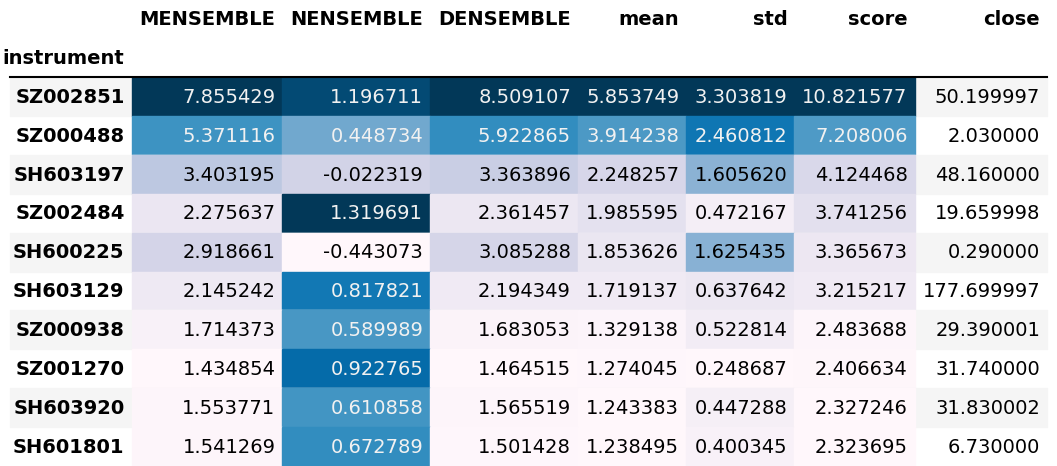 MENSEMBLE NENSEMBLE DENSEMBLE mean std score close
instrument
SZ002851 7.855429 1.196711 8.509107 5.853749 3.303819 10.821577 50.199997
SZ000488 5.371116 0.448734 5.922865 3.914238 2.460812 7.208006 2.030000
SH603197 3.403195 -0.022319 3.363896 2.248257 1.605620 4.124468 48.160000
SZ002484 2.275637 1.319691 2.361457 1.985595 0.472167 3.741256 19.659998
SH600225 2.918661 -0.443073 3.085288 1.853626 1.625435 3.365673 0.290000
SH603129 2.145242 0.817821 2.194349 1.719137 0.637642 3.215217 177.699997
SZ000938 1.714373 0.589989 1.683053 1.329138 0.522814 2.483688 29.390001
SZ001270 1.434854 0.922765 1.464515 1.274045 0.248687 2.406634 31.740000
SH603920 1.553771 0.610858 1.565519 1.243383 0.447288 2.327246 31.830002
SH601801 1.541269 0.672789 1.501428 1.238495 0.400345 2.323695 6.730000